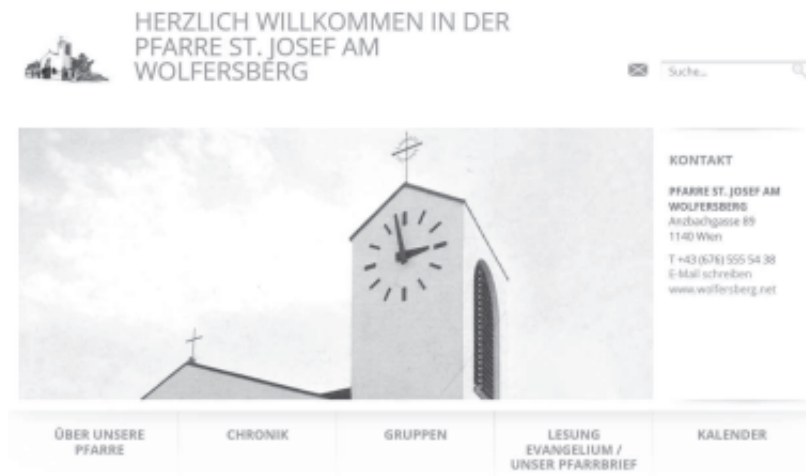 HERZLICH WILLKOMMEN IN DER
PFARRE ST. JOSEF AM
WOLFERSBERG
Suche...
KONTAKT
PFARRE ST. JOSEF AM
WOLFERSBERG
Anzbachgasse 89
1140 Wien
T +43 (676) 555 54 38
E-Mail schreiben
www.wolfersberg.net
ÜBER UNSERE
PFARRE
CHRONIK
GRUPPEN
LESUNG
EVANGELIUM /
UNSER PFARRBRIEF
KALENDER